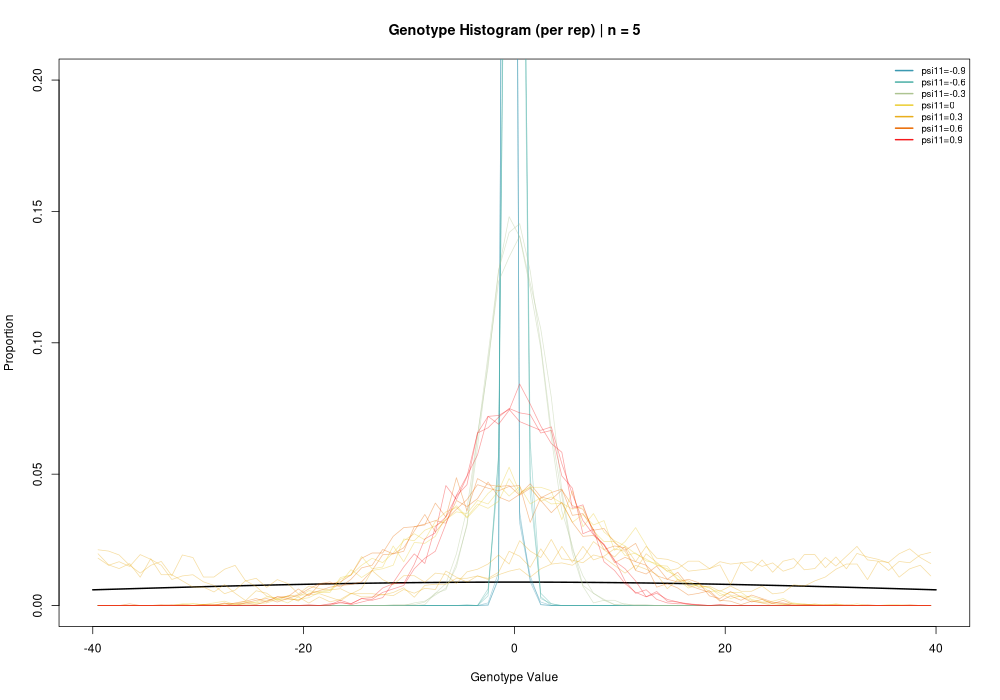 Genotype Histogram (per rep) | n = 5
psi11=-0.9
psi11=-0.6
psi11=-0.3
psi11=0
psi11=0.3
psi11=0.6
psi11=0.9
0.20
0.15
0.10
0.05
0.00
Proportion
-40 -20 0 20 40
Genotype Value